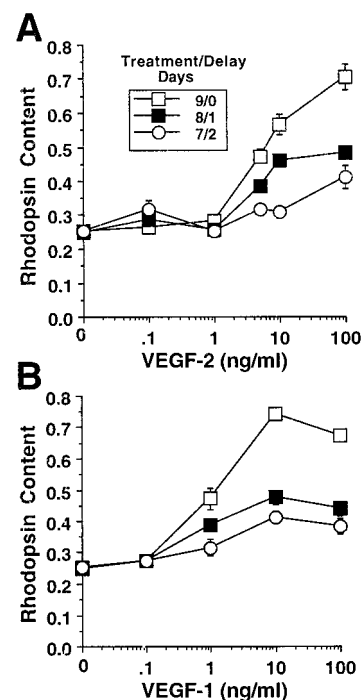 A
Treatment/Delay
Days
9/0
8/1
7/2
Rhodopsin Content
0.8
0.7
0.6
0.5
0.4
0.3
0.2
0.1
0.0
0 .1 1 10 100
VEGF-2 (ng/ml)
B
Rhodopsin Content
0.8
0.7
0.6
0.5
0.4
0.3
0.2
0.1
0.0
0 .1 1 10 100
VEGF-1 (ng/ml)